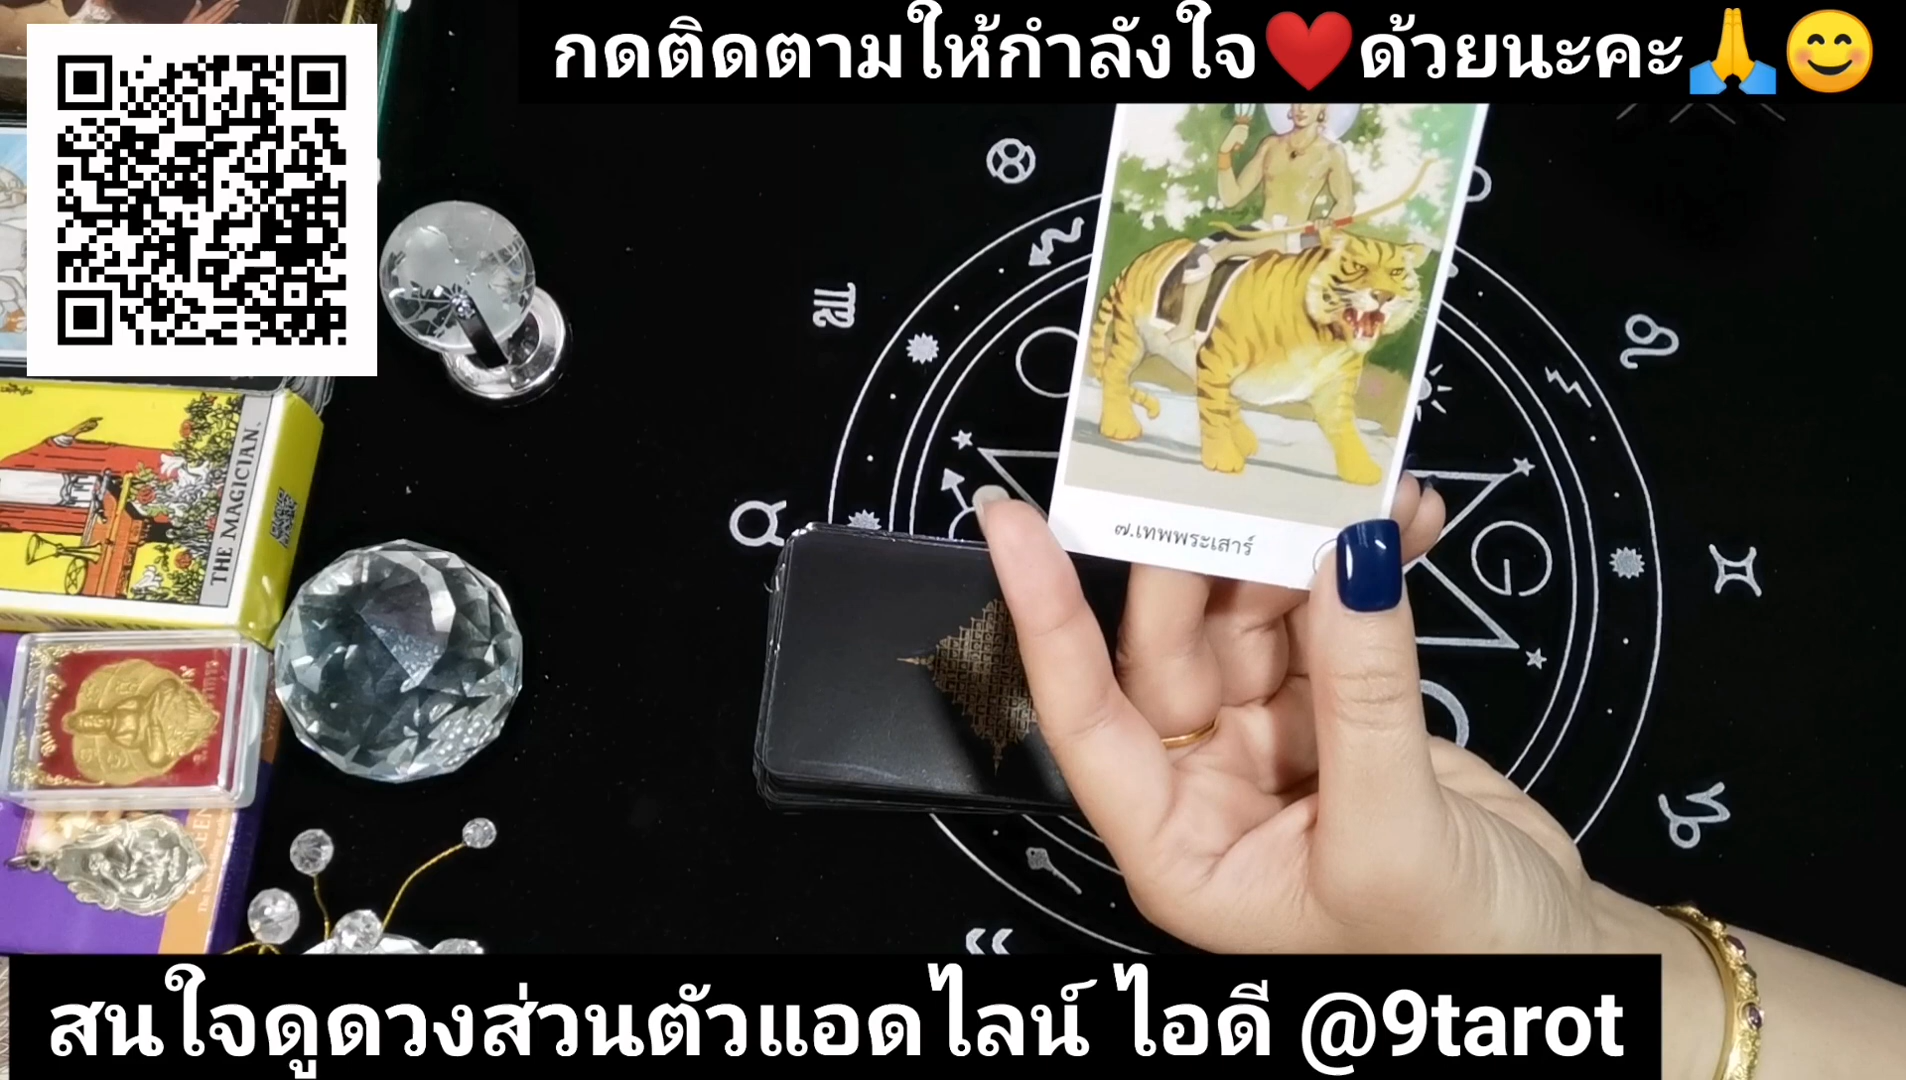 กดติดตามให้กำลังใจ❤️ด้วยนะคะ🙏😊
THE MAGICIAN.
๗.เทพพระเสาร์
สนใจดูดวงส่วนตัวแอดไลน์ ไอดี @9tarot